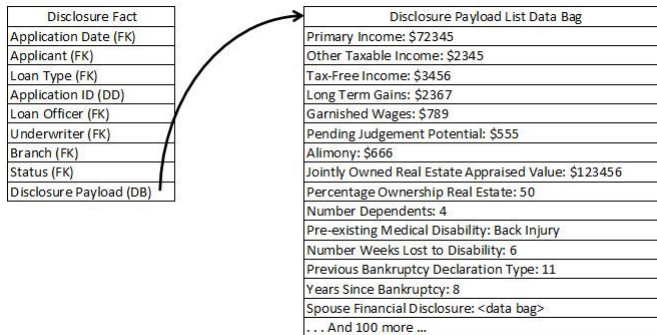 Disclosure Fact
Application Date (FK)
Applicant (FK)
Loan Type (FK)
Application ID (DD)
Loan Officer (FK)
Underwriter (FK)
Branch (FK)
Status (FK)
Disclosure Payload (DB)
Disclosure Payload List Data Bag
Primary Income: $72345
Other Taxable Income: $2345
Tax-Free Income: $3456
Long Term Gains: $2367
Garnished Wages: $789
Pending Judgement Potential: $555
Alimony: $666
Jointly Owned Real Estate Appraised Value: $123456
Percentage Ownership Real Estate: 50
Number Dependents: 4
Pre-existing Medical Disability: Back Injury
Number Weeks Lost to Disability: 6
Previous Bankruptcy Declaration Type: 11
Years Since Bankruptcy: 8
Spouse Financial Disclosure: <data bag>
. . . And 100 more ...